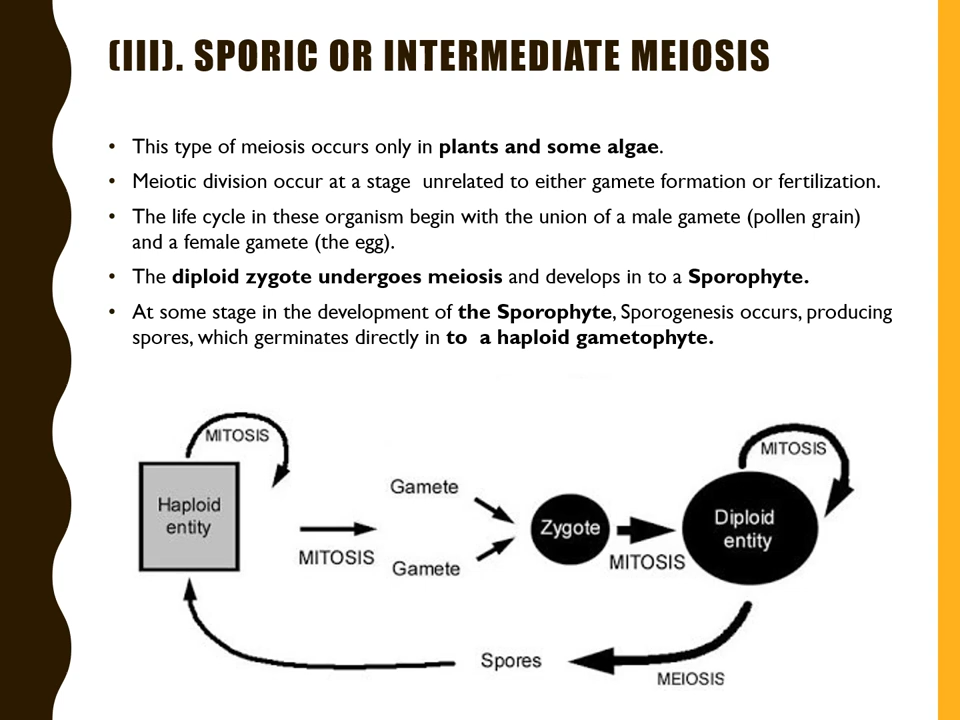 (III). SPORIC OR INTERMEDIATE MEIOSIS
• This type of meiosis occurs only in plants and some algae.
• Meiotic division occur at a stage  unrelated to either gamete formation or fertilization.
• The life cycle in these organism begin with the union of a male gamete (pollen grain)
and a female gamete (the egg).
• The diploid zygote undergoes meiosis and develops in to a Sporophyte.
• At some stage in the development of the Sporophyte, Sporogenesis occurs, producing
spores, which germinates directly in to  a haploid gametophyte.
MITOSIS
Haploid
entity
MITOSIS
Gamete
Gamete
Zygote
MITOSIS
Diploid
entity
MITOSIS
Spores
MEIOSIS